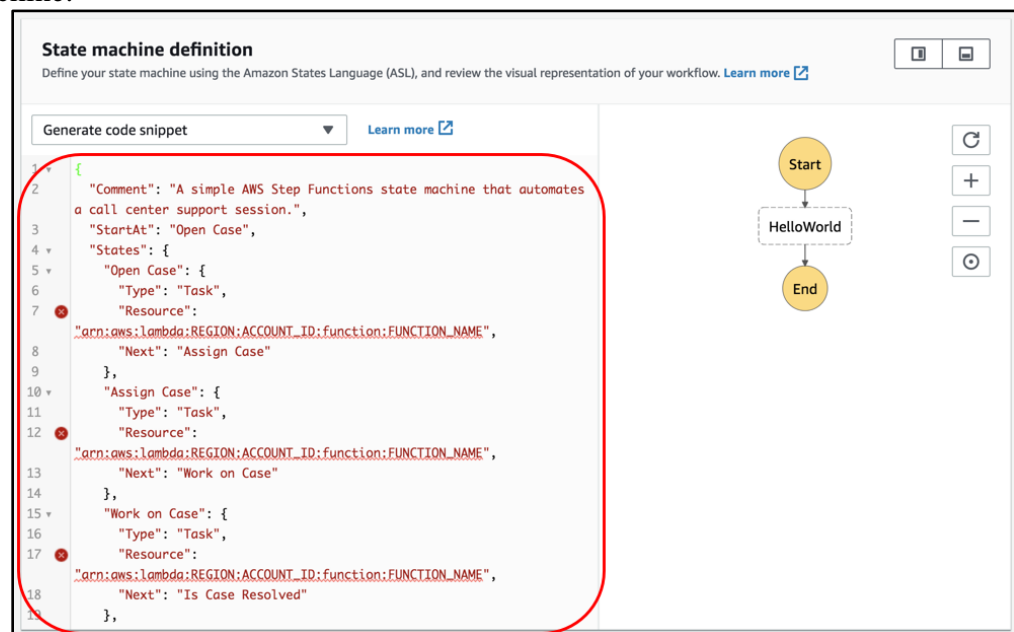 State machine definition
Define your state machine using the Amazon States Language (ASL), and review the visual representation of your workflow. Learn more
Generate code snippet
Learn more
1 {
2 "Comment": "A simple AWS Step Functions state machine that automates
a call center support session.",
3 "StartAt": "Open Case",
4 "States": {
5 "Open Case": {
6 "Type": "Task",
7 "Resource":
"arn:aws:lambda:REGION:ACCOUNT_ID:function:FUNCTION_NAME",
8 "Next": "Assign Case"
9 },
10 "Assign Case": {
11 "Type": "Task",
12 "Resource":
"arn:aws:lambda:REGION:ACCOUNT_ID:function:FUNCTION_NAME",
13 "Next": "Work on Case"
14 },
15 "Work on Case": {
16 "Type": "Task",
17 "Resource":
"arn:aws:lambda:REGION:ACCOUNT_ID:function:FUNCTION_NAME",
18 "Next": "Is Case Resolved"
19 },
Start
HelloWorld
End